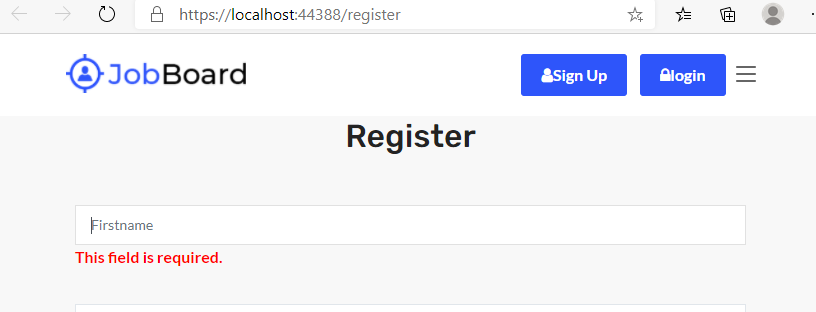 https://localhost:44388/register
JobBoard
Sign Up
login
Register
Firstname
This field is required.